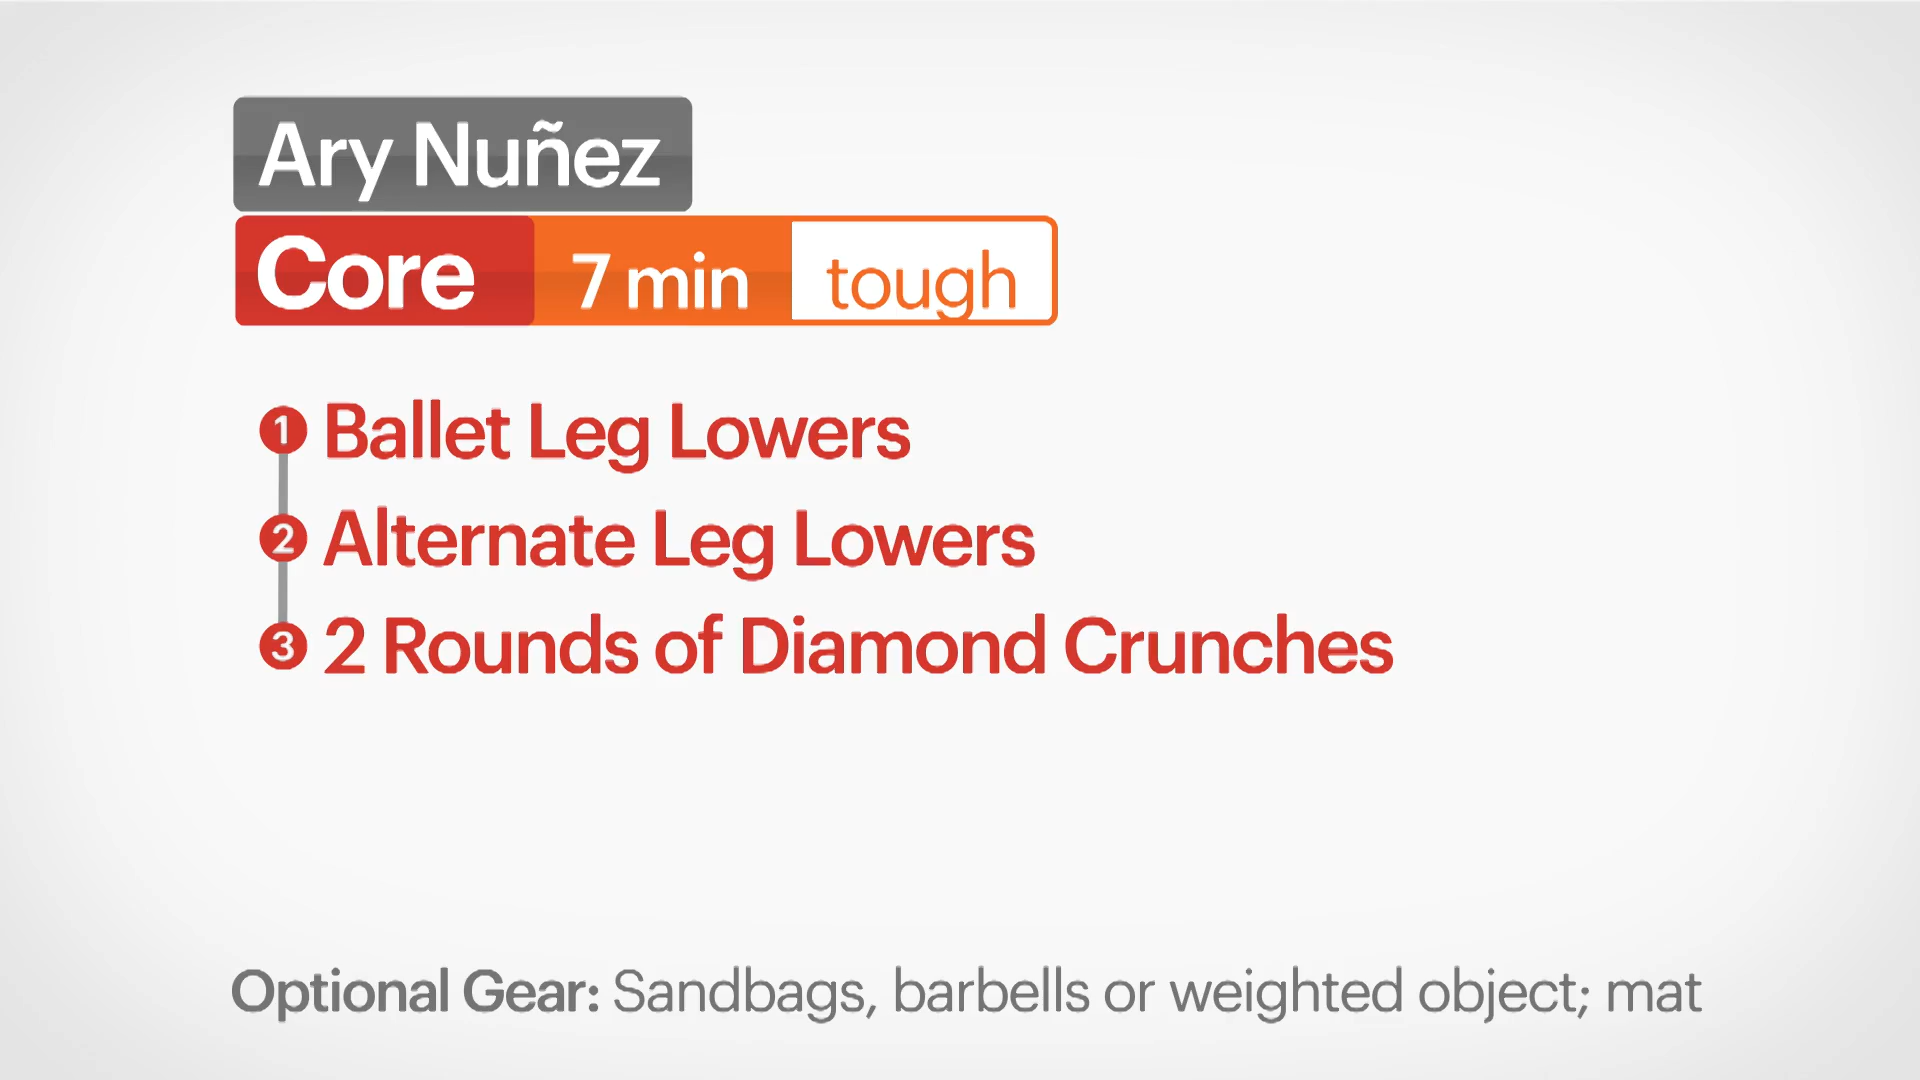 Ary Nuñez
Core 7 min tough
1 Ballet Leg Lowers
2 Alternate Leg Lowers
3 2 Rounds of Diamond Crunches
Optional Gear: Sandbags, barbells or weighted object; mat